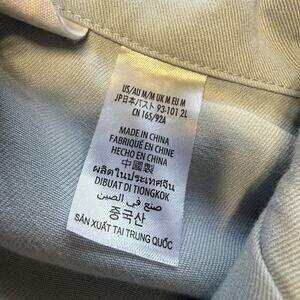 US/AU M/M UK M EU M
JP日本/バスト 93-101 2L
CN 165/92A
MADE IN CHINA
FABRIQUÉ EN CHINE
HECHO EN CHINA
中國製
ผลิตในประเทศจีน
DIBUAT DI TIONGKOK
صنع في الصين
중국산
SẢN XUẤT TẠI TRUNG QUỐC